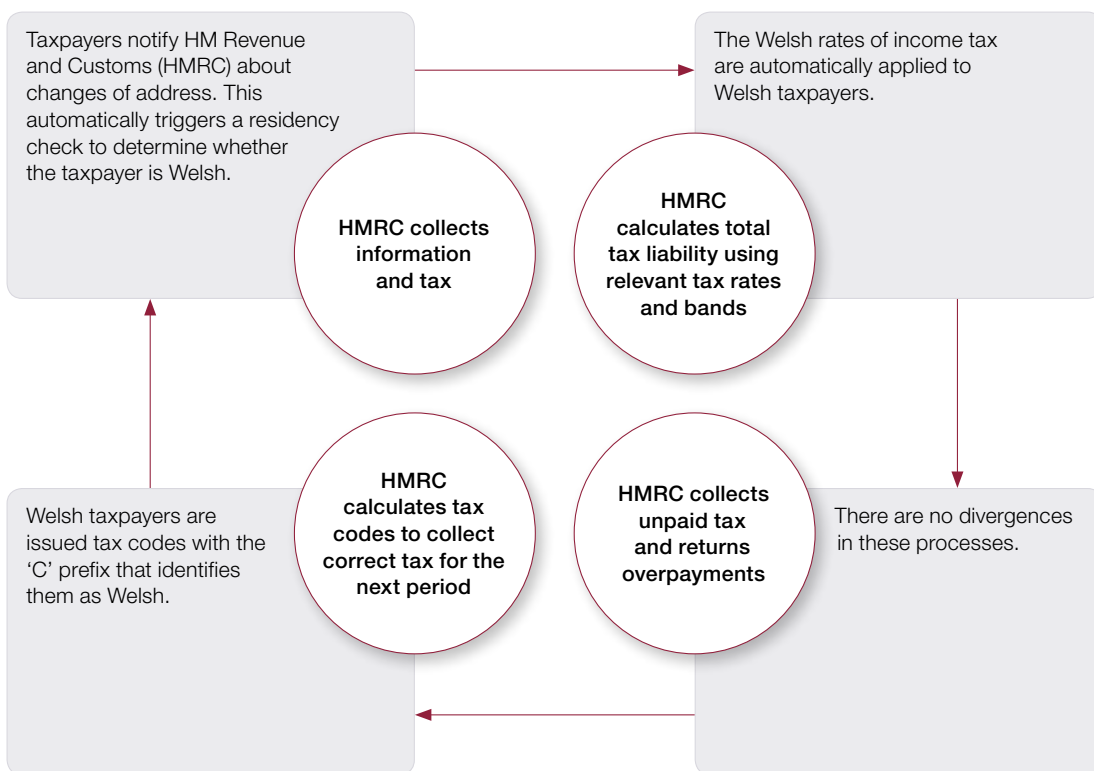 Taxpayers notify HM Revenue
and Customs (HMRC) about
changes of address. This
automatically triggers a residency
check to determine whether
the taxpayer is Welsh.
HMRC collects
information
and tax
The Welsh rates of income tax
are automatically applied to
Welsh taxpayers.
HMRC
calculates total
tax liability using
relevant tax rates
and bands
There are no divergences
in these processes.
HMRC collects
unpaid tax
and returns
overpayments
Welsh taxpayers are
issued tax codes with the
‘C’ prefix that identifies
them as Welsh.
HMRC
calculates tax
codes to collect
correct tax for the
next period